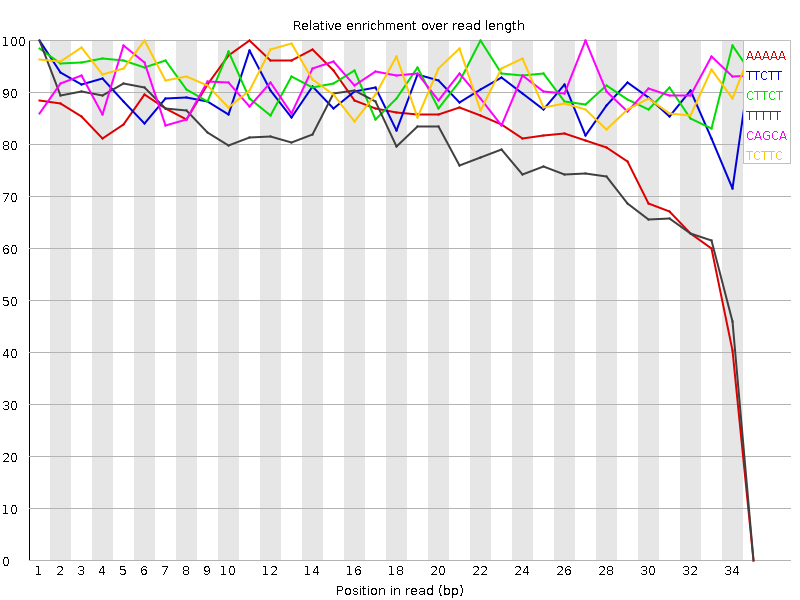 Relative enrichment over read length
100
90
80
70
60
50
40
30
20
10
0
AAAAA
TTCTT
CTTCT
TTTTT
CAGCA
TCTTC
1 2 3 4 5 6 7 8 9 10 12 14 16 18 20 22 24 26 28 30 32 34
Position in read (bp)